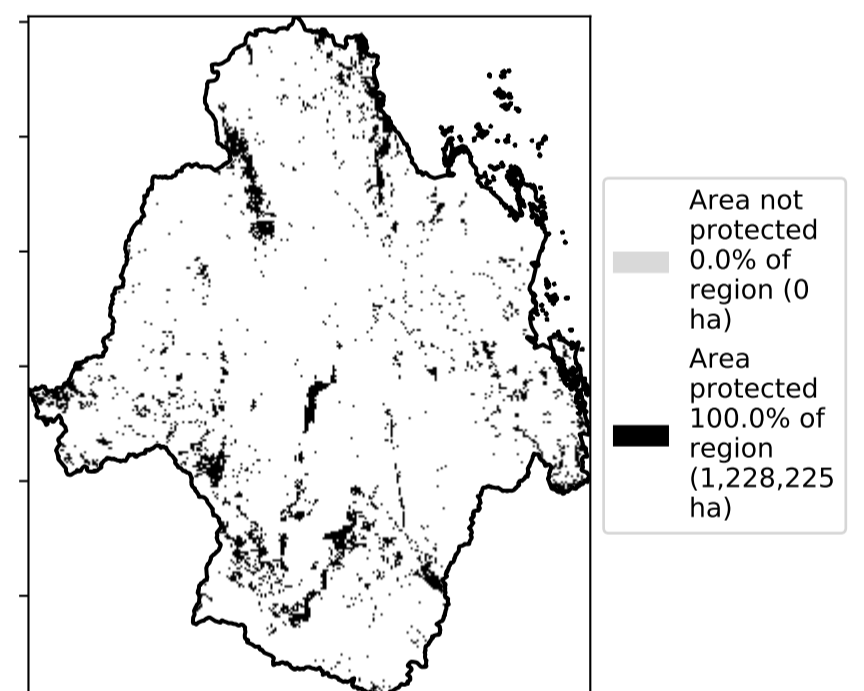 Area not
protected
0.0% of
region (0
ha)
Area
protected
100.0% of
region
(1,228,225
ha)